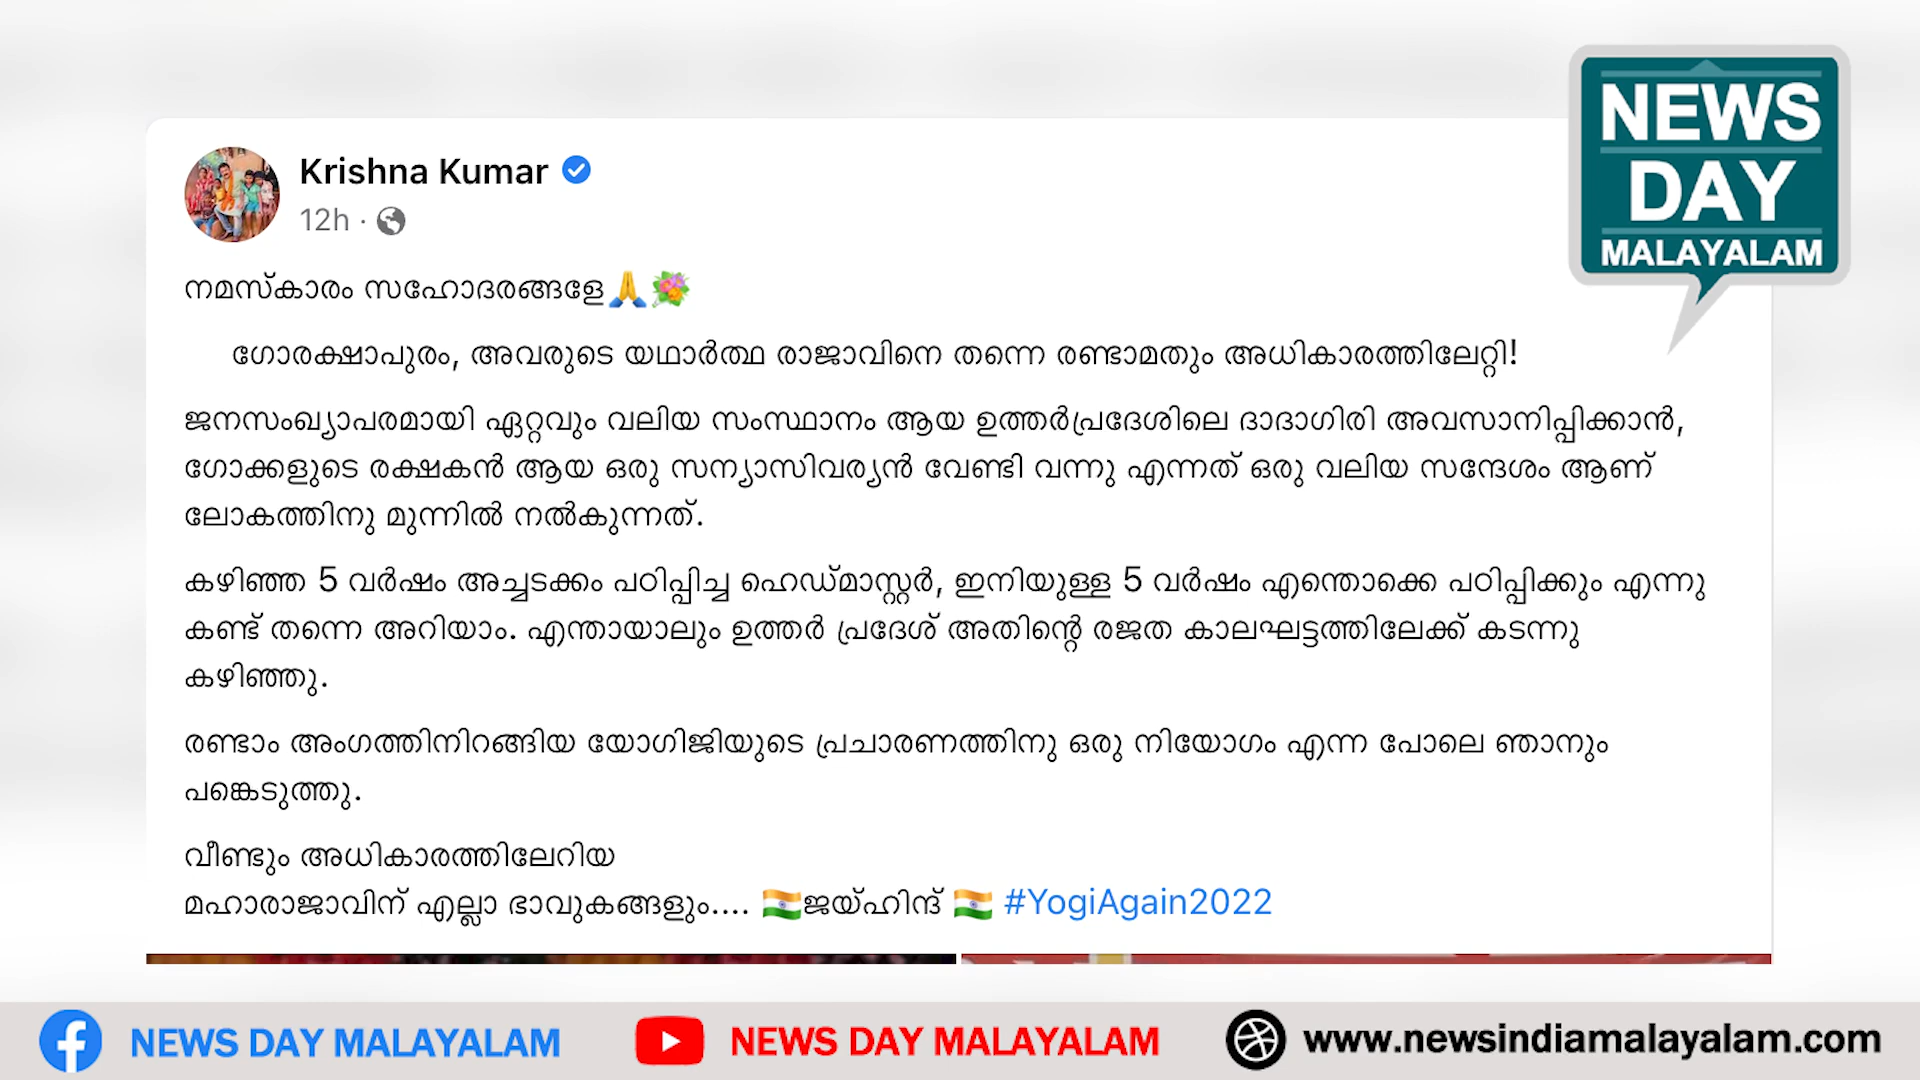 NEWS
DAY
MALAYALAM
Krishna Kumar
12h ·
നമസ്കാരം സഹോദരങ്ങളേ🙏💐
ഗോരക്ഷാപുരം, അവരുടെ യഥാർത്ഥ രാജാവിനെ തന്നെ രണ്ടാമതും അധികാരത്തിലേറ്റി!
ജനസംഖ്യാപരമായി ഏറ്റവും വലിയ സംസ്ഥാനം ആയ ഉത്തർപ്രദേശിലെ ദാദാഗിരി അവസാനിപ്പിക്കാൻ,
ഗോക്കളുടെ രക്ഷകൻ ആയ ഒരു സന്യാസിവര്യൻ വേണ്ടി വന്നു എന്നത് ഒരു വലിയ സന്ദേശം ആണ്
ലോകത്തിനു മുന്നിൽ നൽകുന്നത്.
കഴിഞ്ഞ 5 വർഷം അച്ചടക്കം പഠിപ്പിച്ച ഹെഡ്മാസ്റ്റർ, ഇനിയുള്ള 5 വർഷം എന്തൊക്കെ പഠിപ്പിക്കും എന്നു
കണ്ട് തന്നെ അറിയാം. എന്തായാലും ഉത്തർ പ്രദേശ് അതിന്റെ രജത കാലഘട്ടത്തിലേക്ക് കടന്നു
കഴിഞ്ഞു.
രണ്ടാം അംഗത്തിനിറങ്ങിയ യോഗിജിയുടെ പ്രചാരണത്തിനു ഒരു നിയോഗം എന്ന പോലെ ഞാനും
പങ്കെടുത്തു.
വീണ്ടും അധികാരത്തിലേറിയ
മഹാരാജാവിന് എല്ലാ ഭാവുകങ്ങളും.... 🇮🇳ജയ്ഹിന്ദ് 🇮🇳 #YogiAgain2022
NEWS DAY MALAYALAM
NEWS DAY MALAYALAM
www.newsindiamalayalam.com